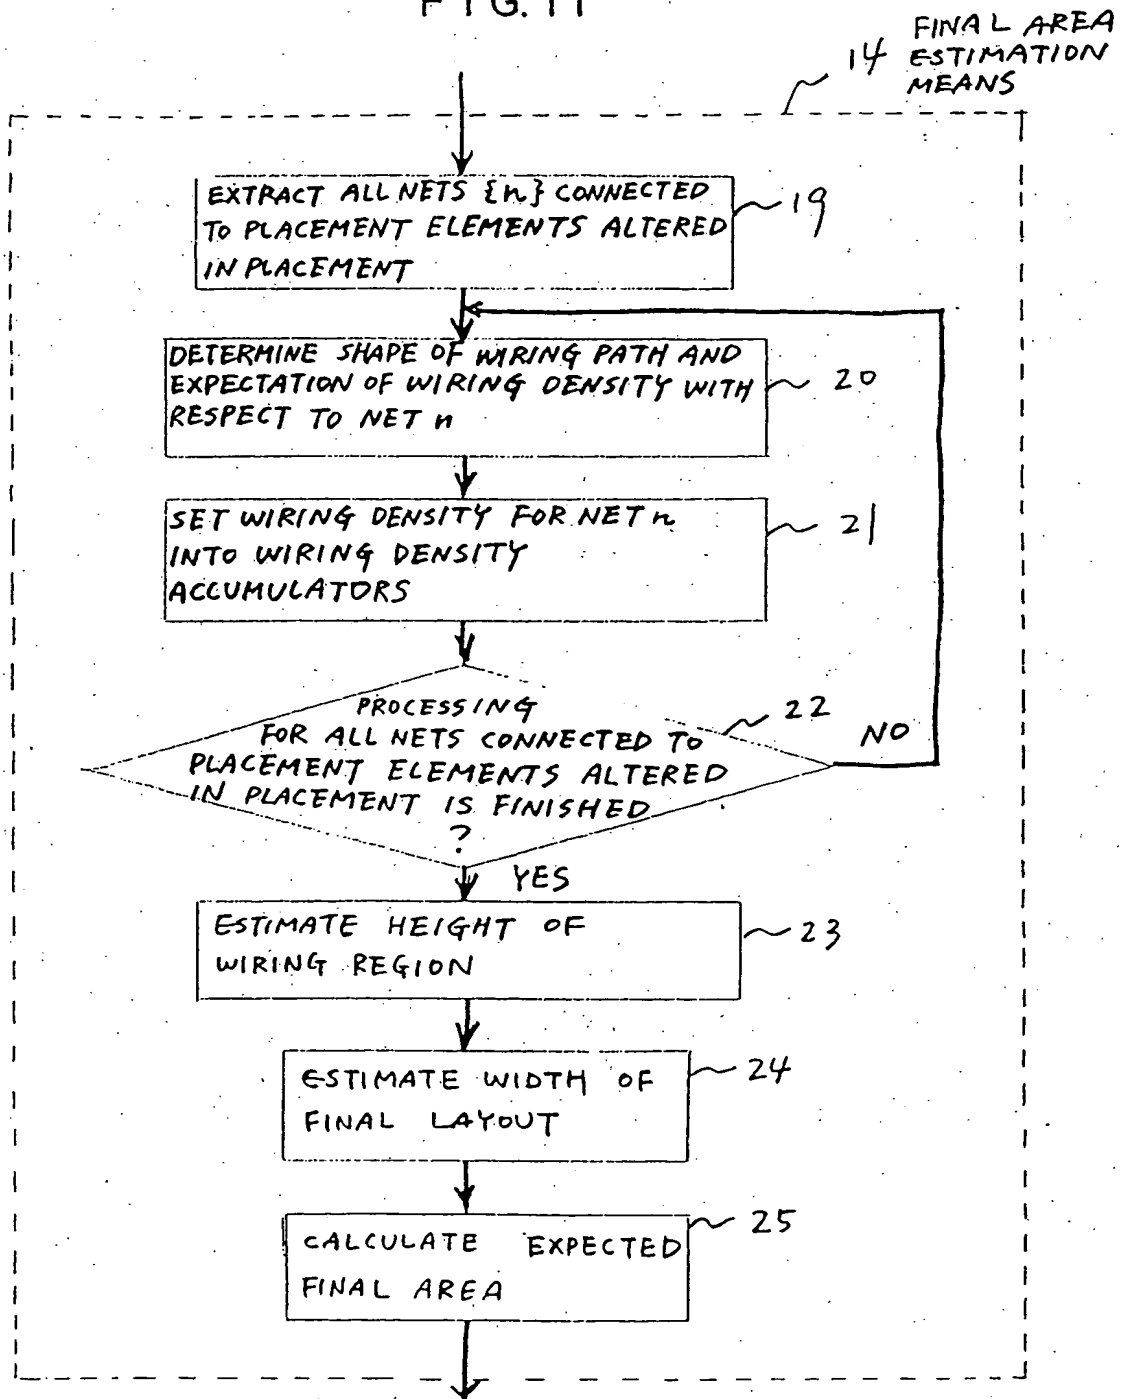 FIG. 11
14 FINAL AREA
ESTIMATION
MEANS
EXTRACT ALL NETS {n} CONNECTED
TO PLACEMENT ELEMENTS ALTERED
IN PLACEMENT
19
DETERMINE SHAPE OF WIRING PATH AND
EXPECTATION OF WIRING DENSITY WITH
RESPECT TO NET n
20
SET WIRING DENSITY FOR NET n
INTO WIRING DENSITY
ACCUMULATORS
21
PROCESSING
FOR ALL NETS CONNECTED TO
PLACEMENT ELEMENTS ALTERED
IN PLACEMENT IS FINISHED
?
22
NO
YES
ESTIMATE HEIGHT OF
WIRING REGION
23
ESTIMATE WIDTH OF
FINAL LAYOUT
24
CALCULATE EXPECTED
FINAL AREA
25